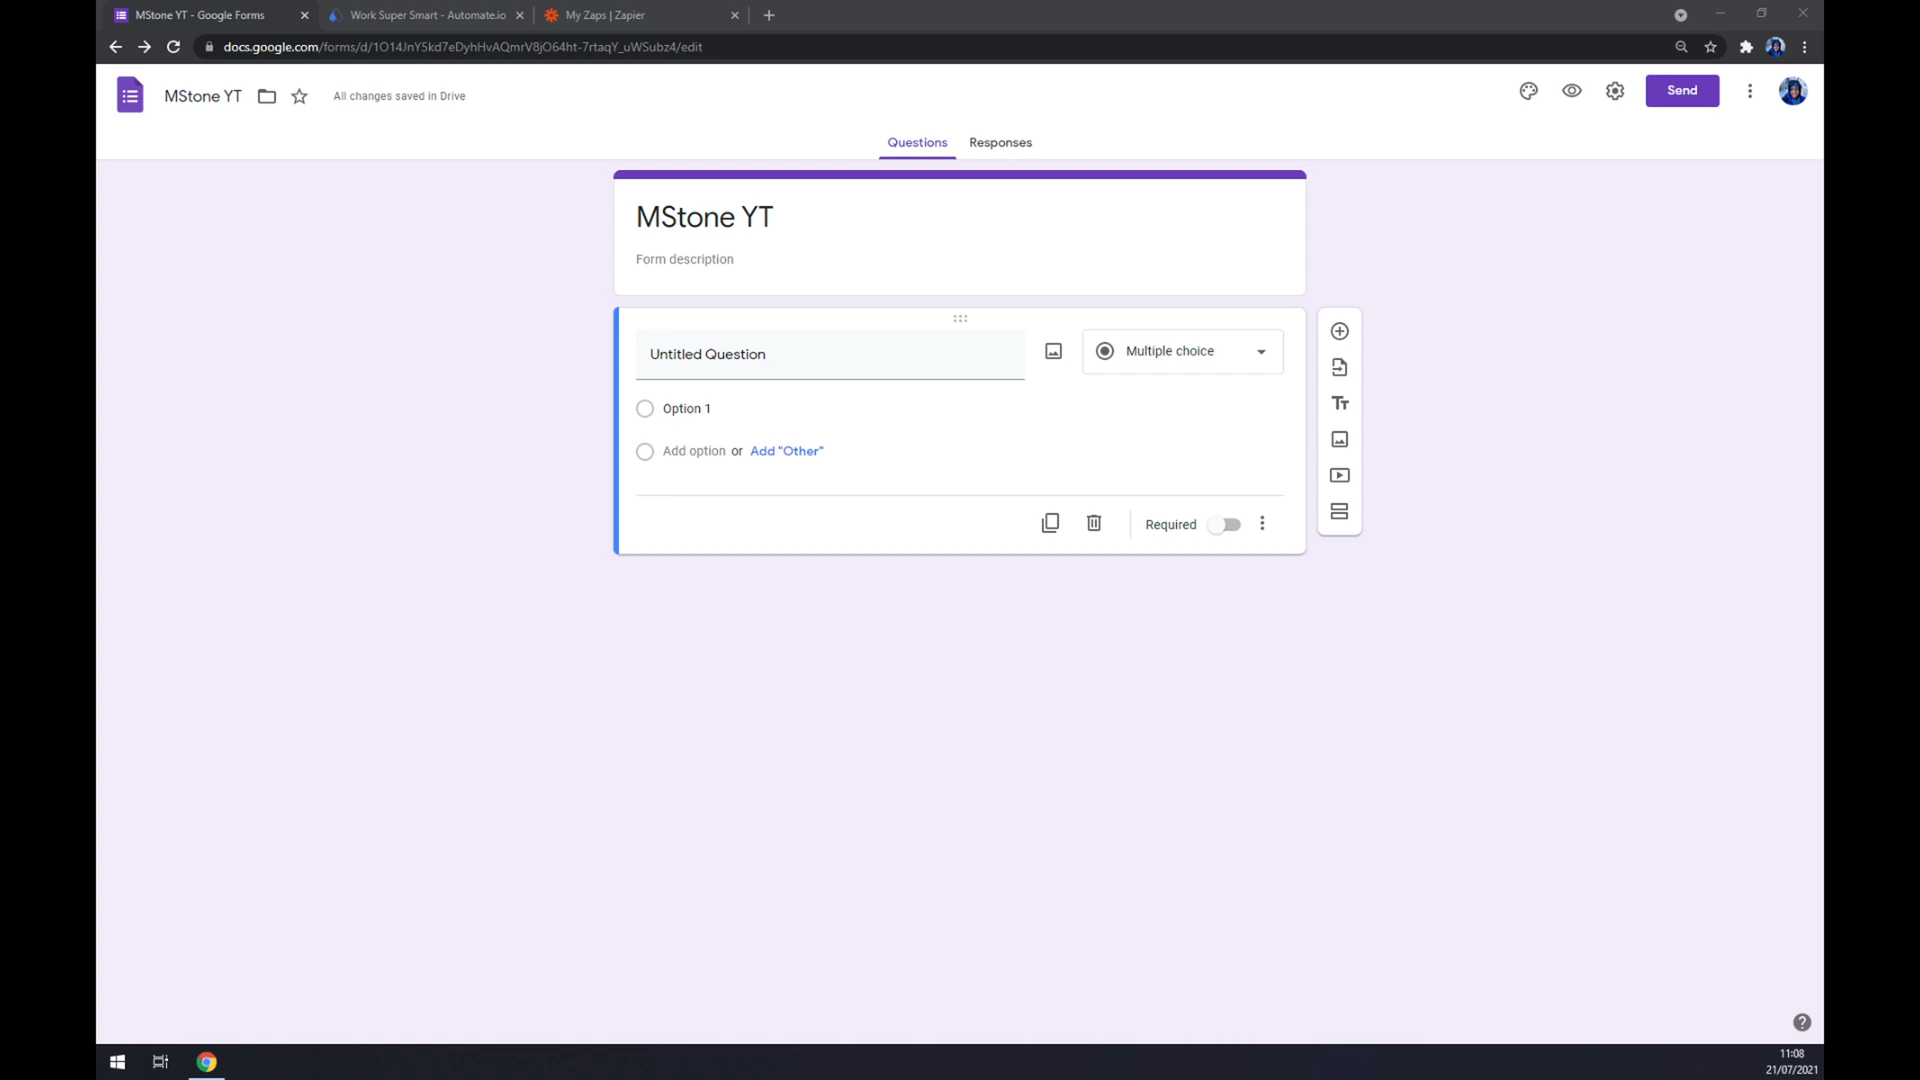 MStone YT - Google Forms
Work Super Smart - Automate.io
My Zaps | Zapier
docs.google.com/forms/d/1O14JnY5kd7eDyhHvAQmrV8jO64ht-7rtaqY_uWSubz4/edit
MStone YT
All changes saved in Drive
Send
Questions
Responses
MStone YT
Form description
Untitled Question
Multiple choice
Option 1
Add option or Add "Other"
Required
Tт
11:08
21/07/2021